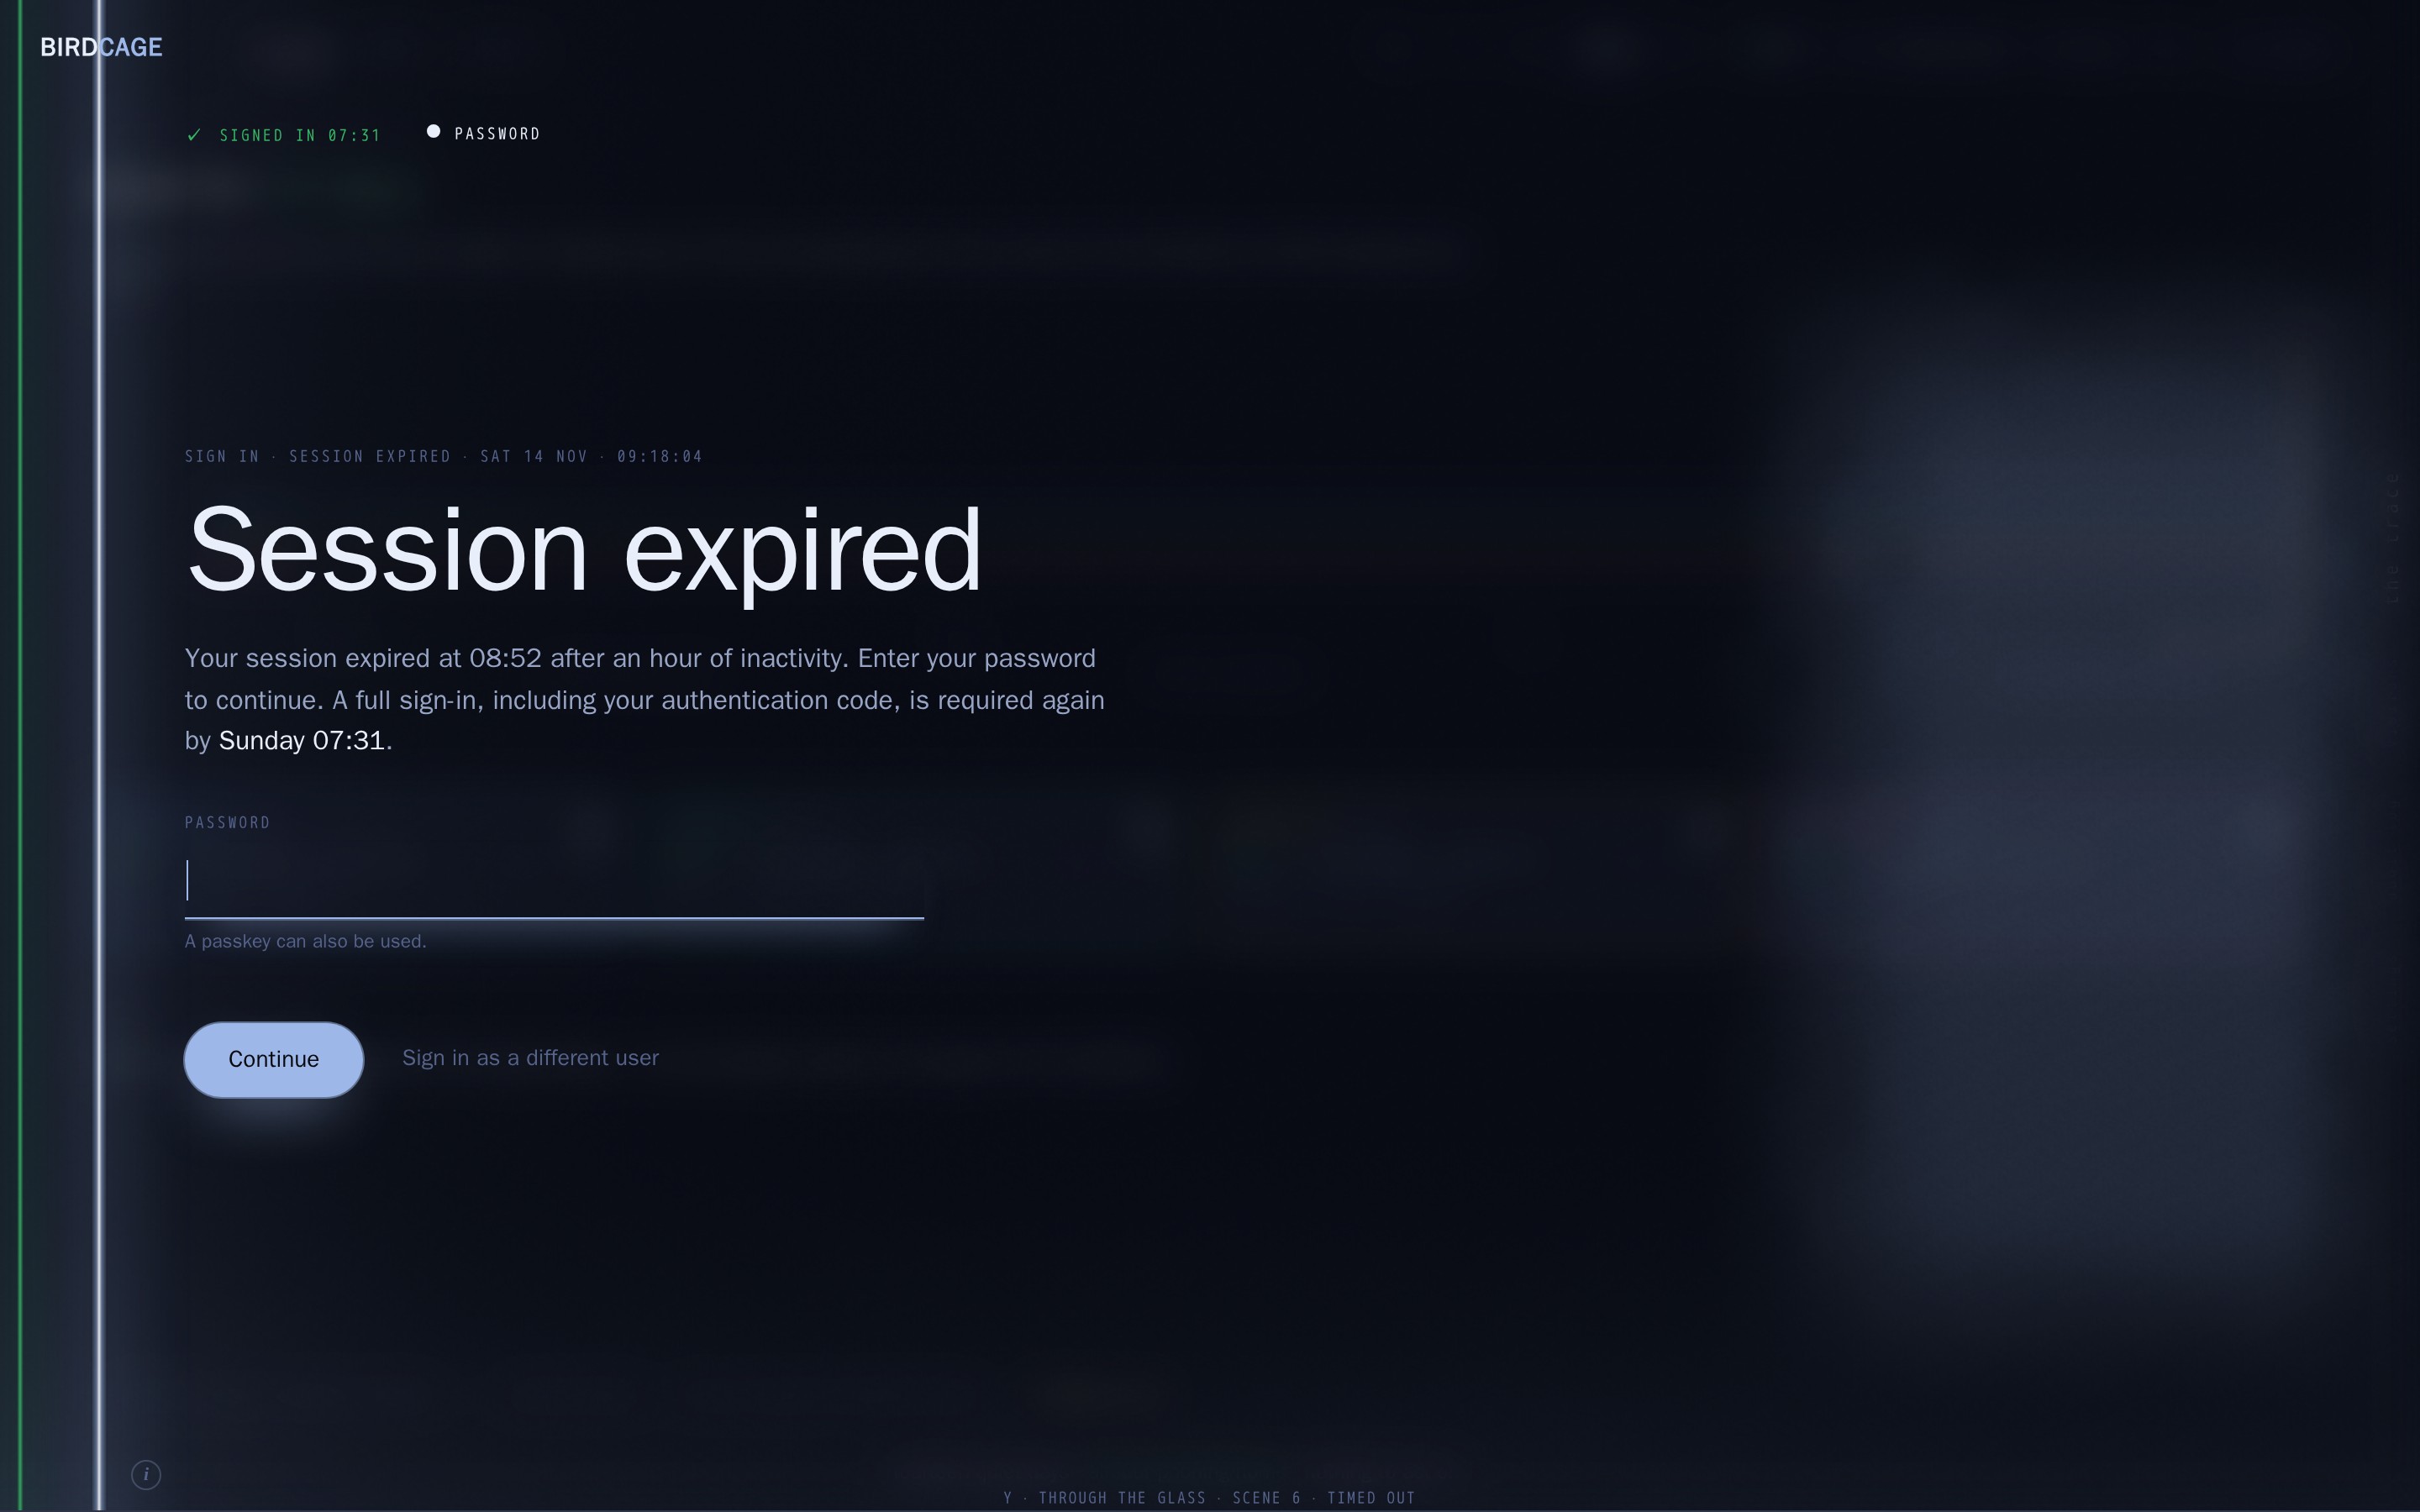 BIRDCAGE
✓ SIGNED IN 07:31
PASSWORD
SIGN IN · SESSION EXPIRED · SAT 14 NOV · 09:18:04
Session expired
Your session expired at 08:52 after an hour of inactivity. Enter your password
to continue. A full sign-in, including your authentication code, is required again
by Sunday 07:31.
PASSWORD
A passkey can also be used.
Continue
Sign in as a different user
i
Y · THROUGH THE GLASS · SCENE 6 · TIMED OUT